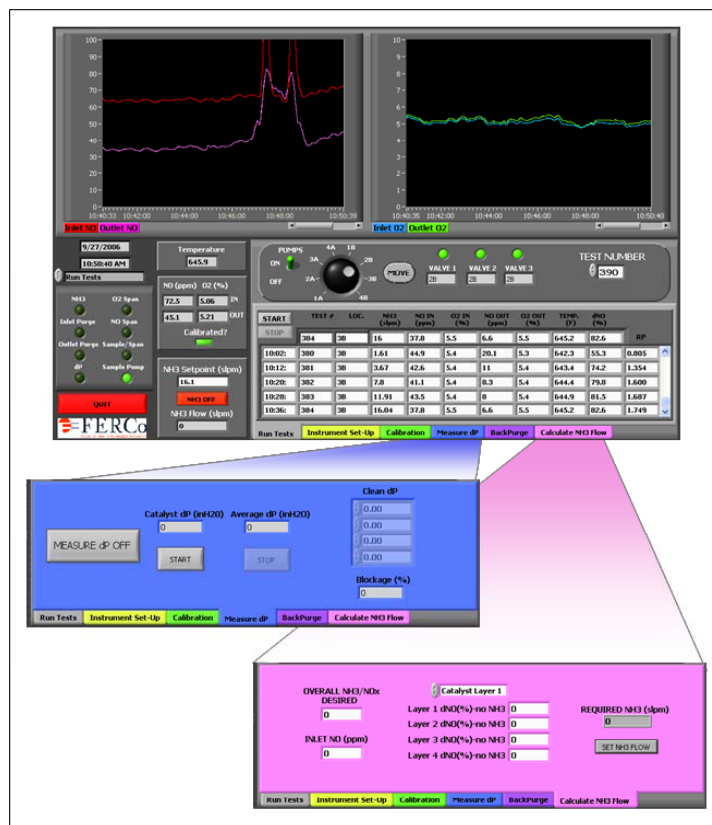 100-
90-
80-
70-
60-
50-
40-
30-
20-
10-
0-
10:40:33 10:42:00 10:44:00 10:46:00 10:48:00 10:50:39
Inlet NO Outlet NO
10-
9-
8-
7-
6-
5-
4-
3-
2-
1-
0-
10:40:35 10:42:00 10:44:00 10:46:00 10:48:00 10:50:40
Inlet O2 Outlet O2
9/27/2006
10:50:40 AM
Run Tests
NH3 O2 Span
Inlet Purge NO Span
Outlet Purge Sample/Span
dP Sample Pump
QUIT
FERCo
Temperature
645.9
NO (ppm) O2 (%)
72.5 5.06 IN
45.1 5.21 OUT
Calibrated?
NH3 Setpoint (slpm)
16.1
NH3 OFF
NH3 Flow (slpm)
0
PUMPS
ON
OFF
1A 2A 3A 4A 1B 2B 3B 4B
MOVE
VALVE 1 VALVE 2 VALVE 3
2B 2B 2B
TEST NUMBER
390
START
STOP
TEST # LOC. NH3 (slpm) NO IN (ppm) O2 IN (%) NO OUT (ppm) O2 OUT (%) TEMP. (F) dNO (%) RP
384 3B 16 37.8 5.5 6.6 5.5 645.2 82.6
10:02: 380 3B 1.61 44.9 5.4 20.1 5.3 642.3 55.3 0.805
10:12: 381 3B 3.67 42.6 5.4 11 5.4 643.4 74.2 1.354
10:20: 382 3B 7.8 41.1 5.4 8.3 5.4 644.4 79.8 1.600
10:28: 383 3B 11.91 43.5 5.4 8 5.4 644.9 81.5 1.687
10:36: 384 3B 16.04 37.8 5.5 6.6 5.5 645.2 82.6 1.749
Run Tests Instrument Set-Up Calibration Measure dP BackPurge Calculate NH3 Flow
MEASURE dP OFF
Catalyst dP (inH2O)
0
START
Average dP (inH2O)
0
STOP
Clean dP
0.00
0.00
0.00
0.00
Blockage (%)
0
Run Tests Instrument Set-Up Calibration Measure dP BackPurge Calculate NH3 Flow
OVERALL NH3/NOx
DESIRED
0
INLET NO (ppm)
0
Catalyst Layer 1
Layer 1 dNO(%)-no NH3 0
Layer 2 dNO(%)-no NH3 0
Layer 3 dNO(%)-no NH3 0
Layer 4 dNO(%)-no NH3 0
REQUIRED NH3 (slpm)
0
SET NH3 FLOW
Run Tests Instrument Set-Up Calibration Measure dP BackPurge Calculate NH3 Flow